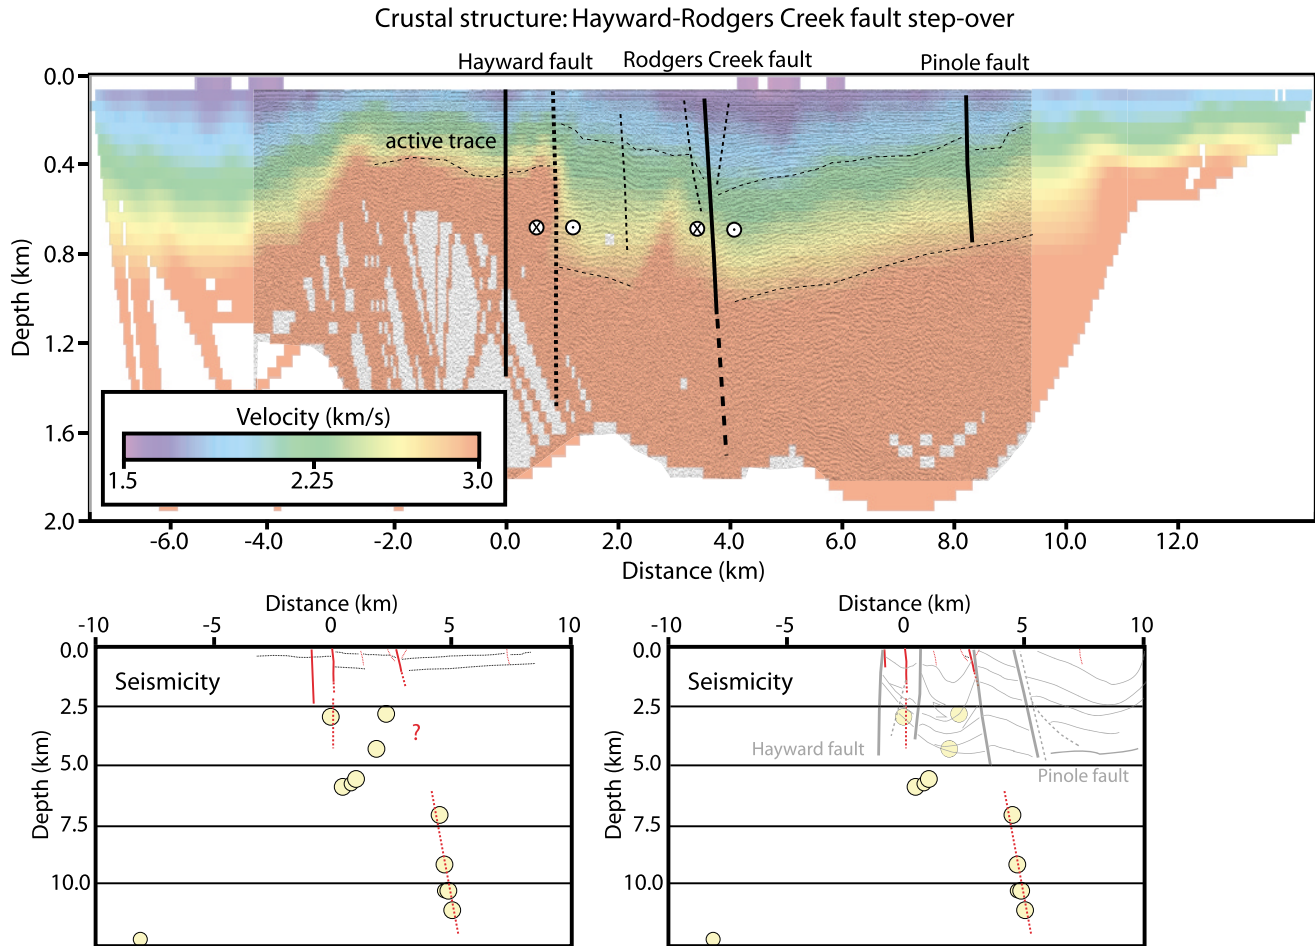 Crustal structure: Hayward-Rodgers Creek fault step-over
Hayward fault
Rodgers Creek fault
Pinole fault
0.0
active trace
0.4
0.8
Depth (km)
1.2
1.6
2.0
Velocity (km/s)
1.5
2.25
3.0
-6.0
-4.0
-2.0
0.0
2.0
4.0
6.0
8.0
10.0
12.0
Distance (km)
Distance (km)
-10
-5
0
5
10
0.0
Seismicity
2.5
?
5.0
Depth (km)
7.5
10.0
Distance (km)
-10
-5
0
5
10
0.0
Seismicity
2.5
Hayward fault
5.0
Pinole fault
Depth (km)
7.5
10.0